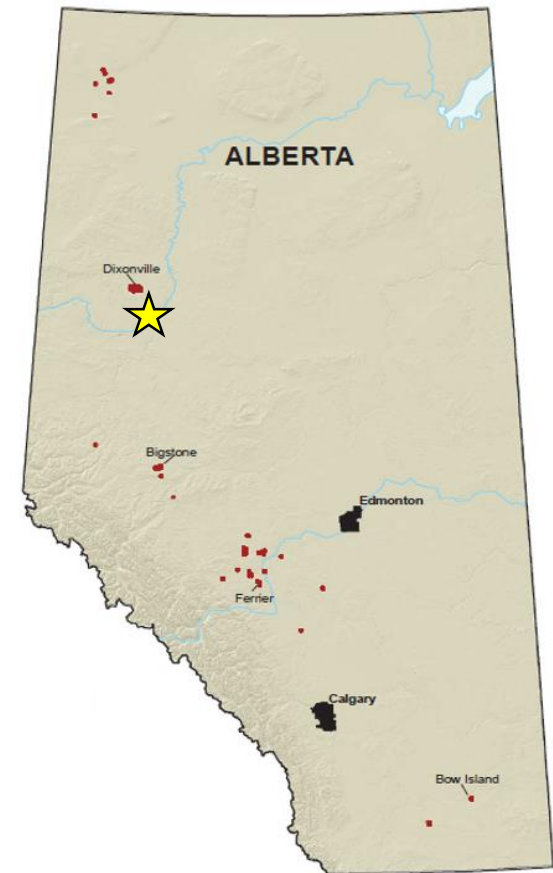 ALBERTA
Dixonville
Bigstone
Edmonton
Ferrier
Calgary
Bow Island